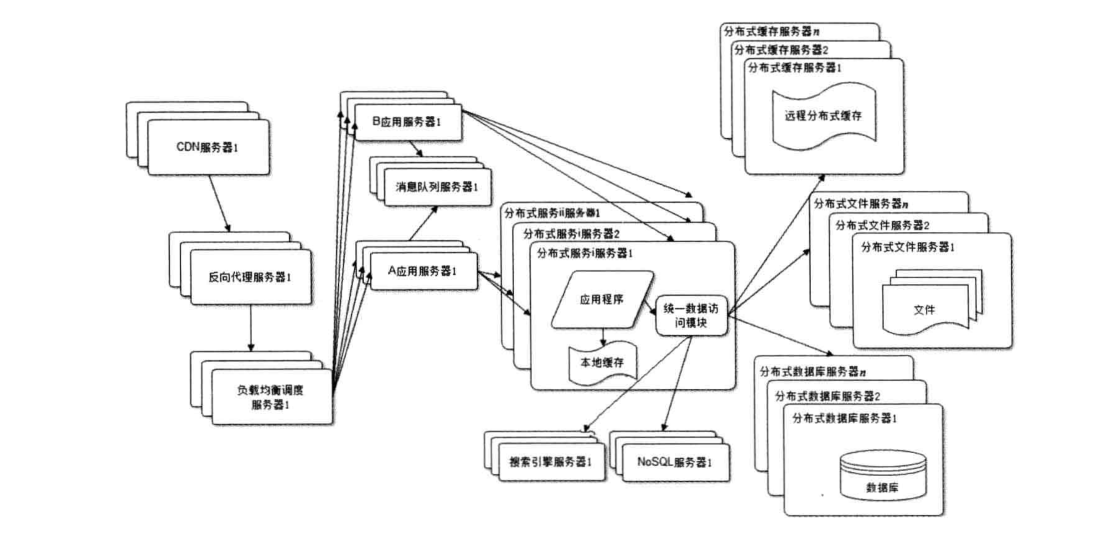 分布式缓存服务器n
分布式缓存服务器2
分布式缓存服务器1
远程分布式缓存
CDN服务器1
B应用服务器1
消息队列服务器1
反向代理服务器1
A应用服务器1
负载均衡调度
服务器1
分布式服务ii服务器1
分布式服务i服务器2
分布式服务i服务器1
应用程序
统一数据访
问模块
本地缓存
分布式文件服务器n
分布式文件服务器2
分布式文件服务器1
文件
搜索引擎服务器1
NoSQL服务器1
分布式数据库服务器n
分布式数据库服务器2
分布式数据库服务器1
数据库